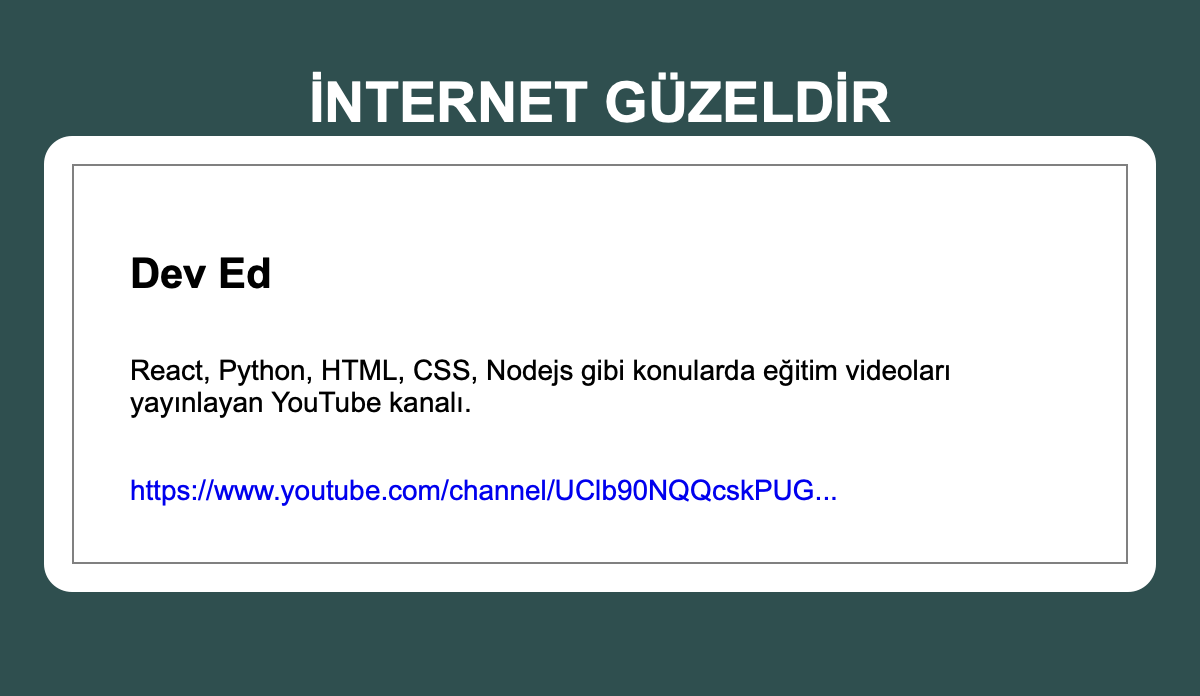 İNTERNET GÜZELDİR
Dev Ed
React, Python, HTML, CSS, Nodejs gibi konularda eğitim videoları
yayınlayan YouTube kanalı.
https://www.youtube.com/channel/UClb90NQQcskPUG...